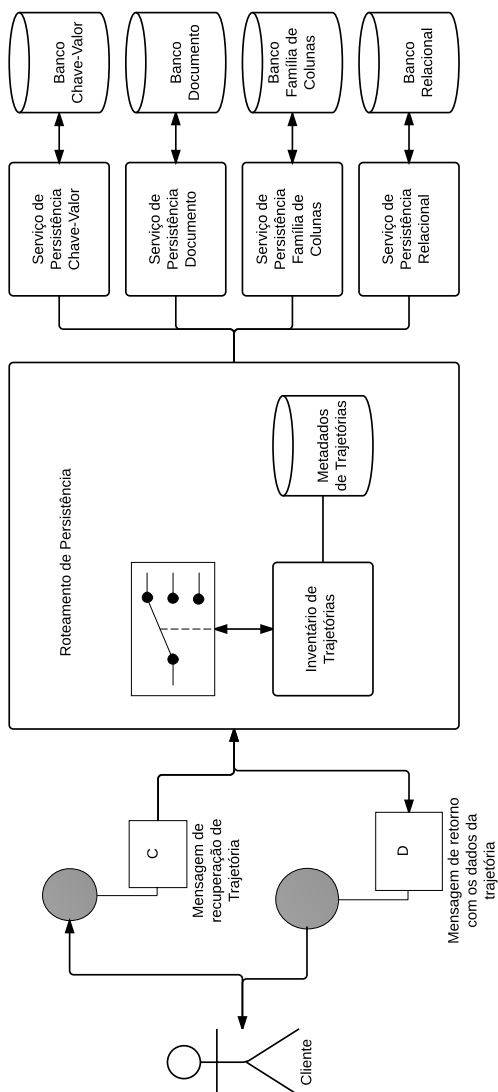 Cliente
C
Mensagem de
recuperação de
Trajetória
D
Mensagem de retorno
com os dados da
trajetória
Roteamento de Persistência
Inventário de
Trajetórias
Metadados
de Trajetórias
Serviço de
Persistência
Chave-Valor
Banco
Chave-Valor
Serviço de
Persistência
Documento
Banco
Documento
Serviço de
Persistência
Família de
Colunas
Banco
Família de
Colunas
Serviço de
Persistência
Relacional
Banco
Relacional